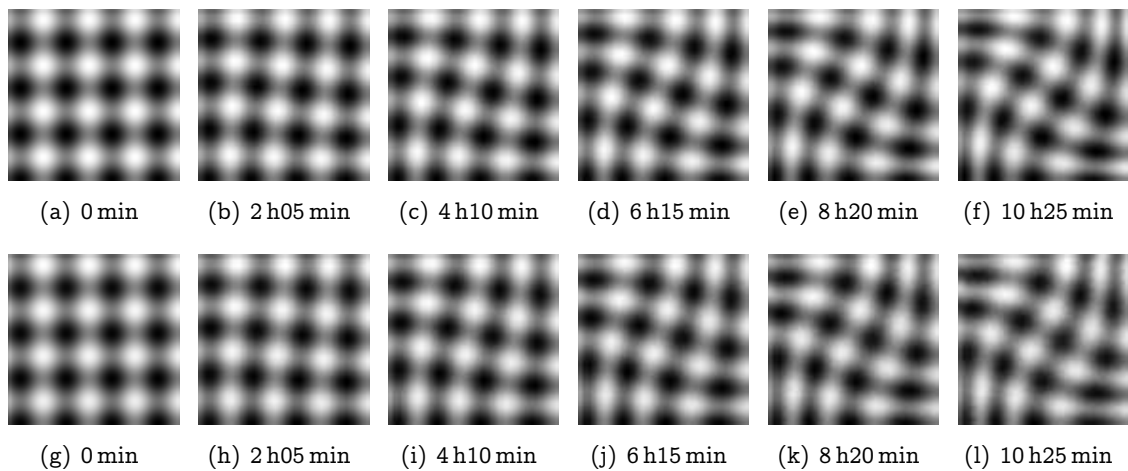 (a) 0 min (b) 2 h05 min (c) 4 h10 min (d) 6 h15 min (e) 8 h20 min (f) 10 h25 min
(g) 0 min (h) 2 h05 min (i) 4 h10 min (j) 6 h15 min (k) 8 h20 min (l) 10 h25 min